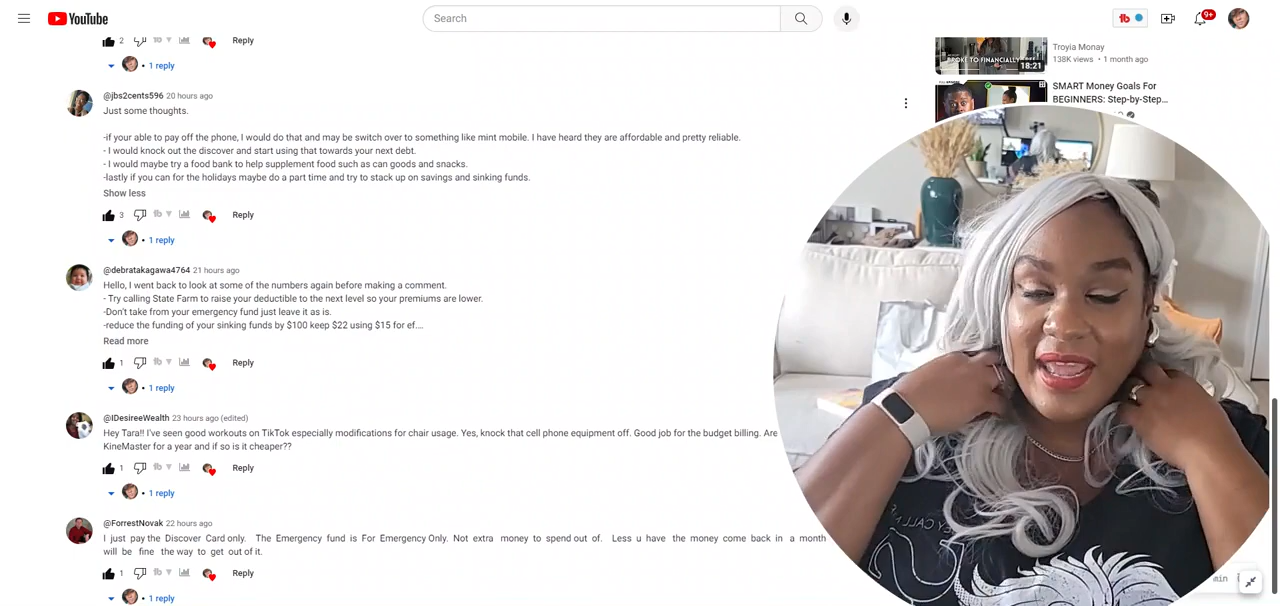 YouTube
Search
9+
2
Reply
1 reply
Troyia Monay
138K views • 1 month ago
BROKE TO FINANCIALLY FREE
18:21
SMART Money Goals For
BEGINNERS: Step-by-Step...
@jbs2cents596 20 hours ago
Just some thoughts.
-if your able to pay off the phone, I would do that and may be switch over to something like mint mobile. I have heard they are affordable and pretty reliable.
- I would knock out the discover and start using that towards your next debt.
- I would maybe try a food bank to help supplement food such as can goods and snacks.
-lastly if you can for the holidays maybe do a part time and try to stack up on savings and sinking funds.
Show less
3
Reply
1 reply
@debratakagawa4764 21 hours ago
Hello, I went back to look at some of the numbers again before making a comment.
- Try calling State Farm to raise your deductible to the next level so your premiums are lower.
-Don't take from your emergency fund just leave it as is.
-reduce the funding of your sinking funds by $100 keep $22 using $15 for ef....
Read more
1
Reply
1 reply
@IDesireeWealth 23 hours ago (edited)
Hey Tara!! I've seen good workouts on TikTok especially modifications for chair usage. Yes, knock that cell phone equipment off. Good job for the budget billing. Are
KineMaster for a year and if so is it cheaper??
1
Reply
1 reply
@ForrestNovak 22 hours ago
I just pay the Discover Card only. The Emergency fund is For Emergency Only. Not extra money to spend out of. Less u have the money come back in a month
will be fine the way to get out of it.
1
Reply
1 reply
min